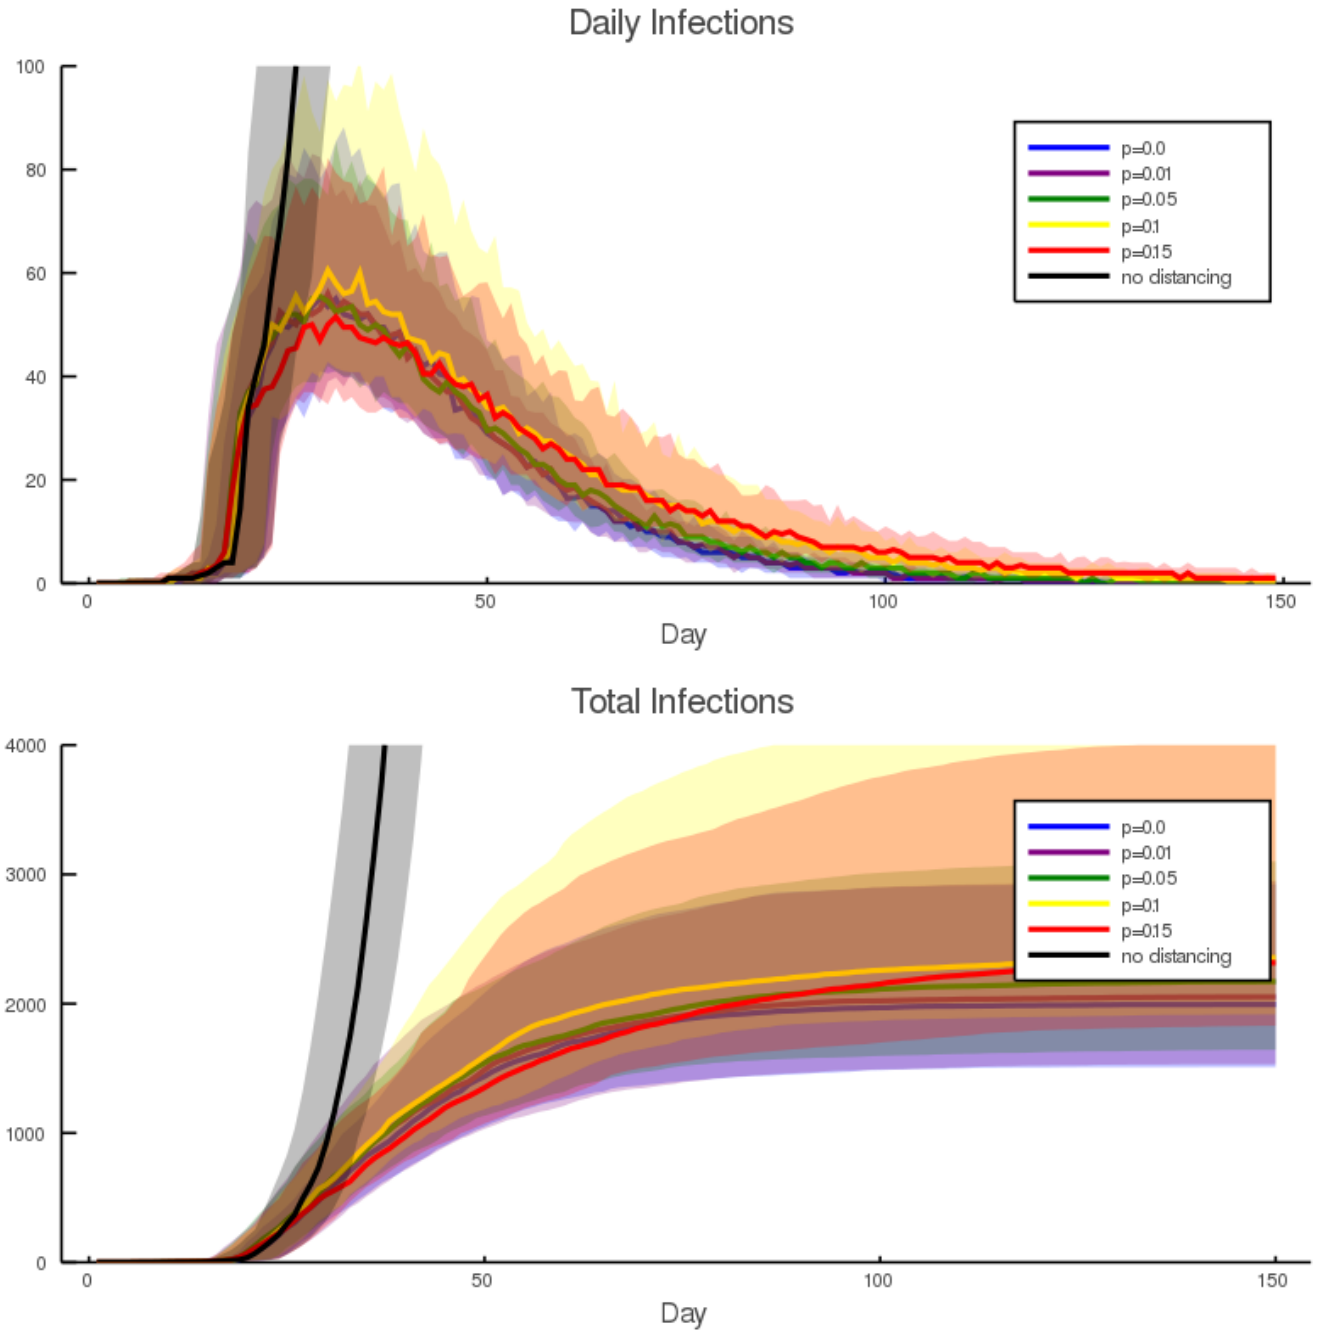 Daily Infections
100
80
60
40
20
0
p=0.0
p=0.01
p=0.05
p=0.1
p=0.15
no distancing
0 50 100 150
Day
Total Infections
4000
3000
2000
1000
0
p=0.0
p=0.01
p=0.05
p=0.1
p=0.15
no distancing
0 50 100 150
Day